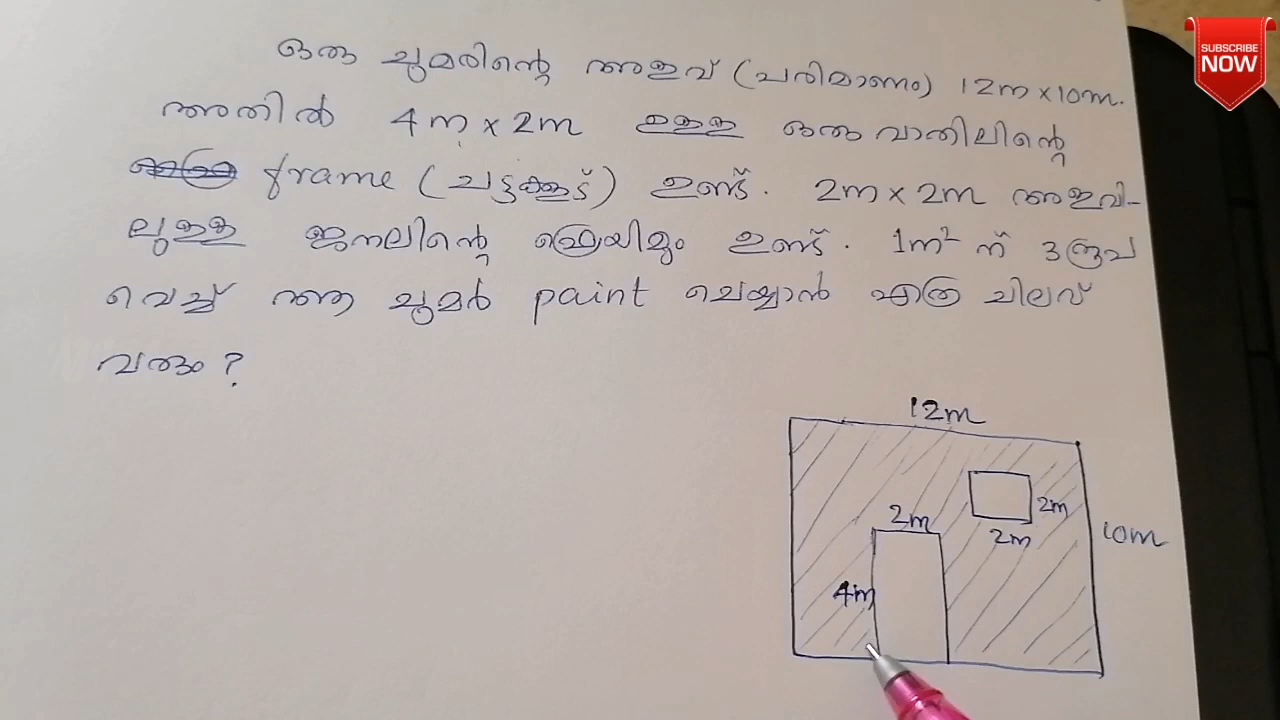 ഒരു ചുമരിന്റെ അളവ് (പരിമാണം) 12m x 10m.
അതിൽ 4m x 2m ഉള്ള ഒരു വാതിലിന്റെ
frame (ചട്ടക്കൂട്) ഉണ്ട്. 2m x 2m അളവി-
ലുള്ള ജനലിന്റെ ഫ്രെയിമും ഉണ്ട്. 1m² ന് 3 രൂപ
വെച്ച് ആ ചുമർ paint ചെയ്യാൻ എത്ര ചിലവ്
വരും?
12m
2m
2m
2m
10m
4m
SUBSCRIBE
NOW